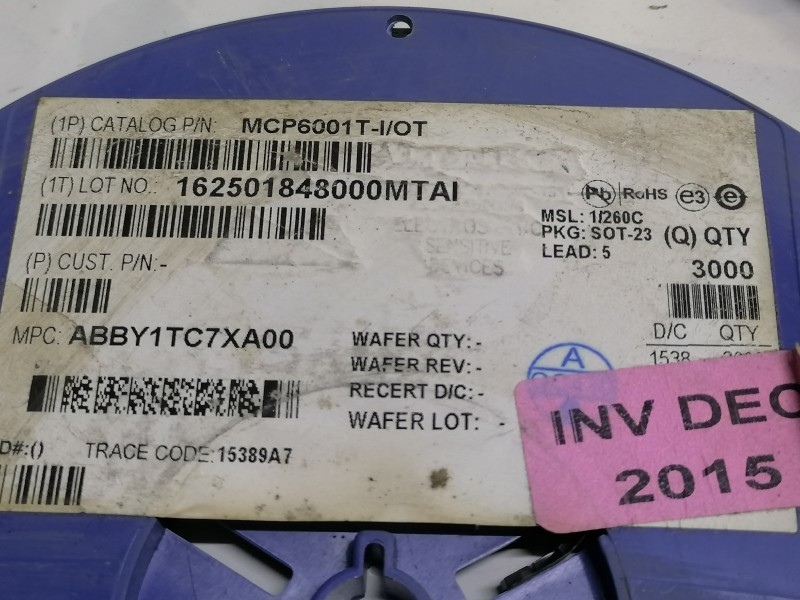 (1P) CATALOG P/N: MCP6001T-I/OT
(1T) LOT NO.: 162501848000MTAI
Pb RoHS e3 e
MSL: 1/260C
PKG: SOT-23
LEAD: 5
(Q) QTY
3000
SENSITIVE
DEVICES
(P) CUST. P/N:-
MPC: ABBY1TC7XA00
WAFER QTY:-
WAFER REV:-
RECERT D/C:-
WAFER LOT: -
D/C QTY
1538
A
INV DEC
2015
D#:() TRACE CODE: 15389A7